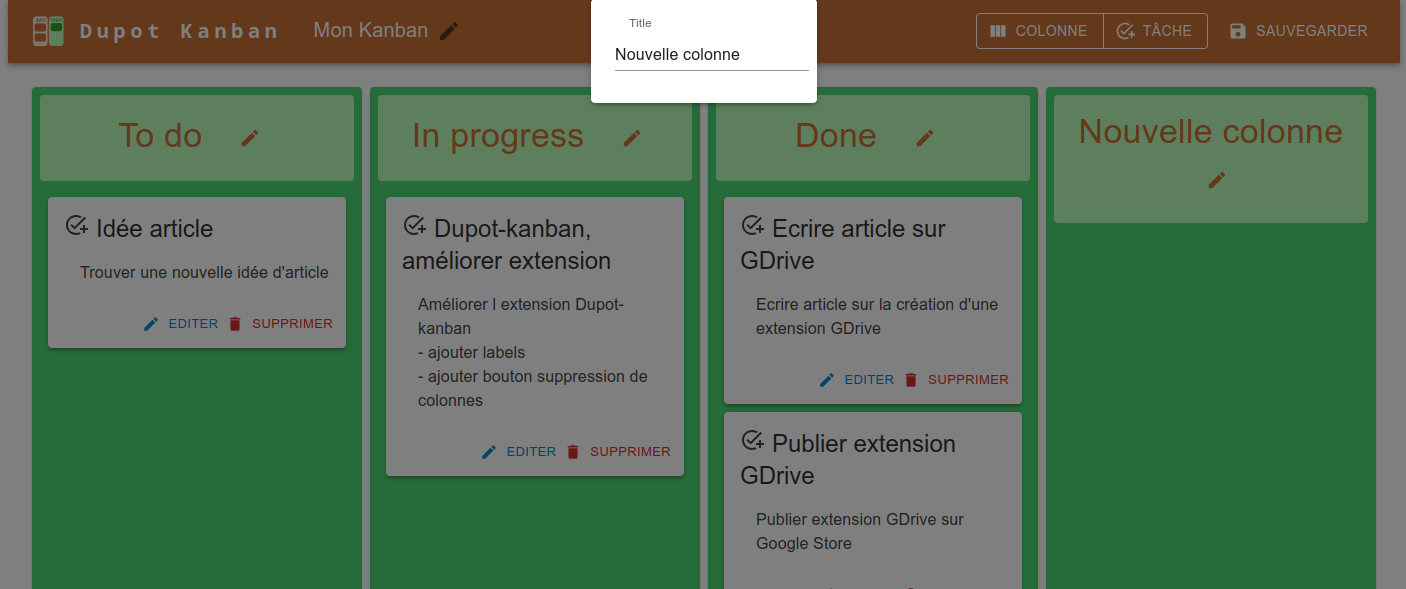 Dupot Kanban
Mon Kanban
COLONNE
TÂCHE
SAUVEGARDER
Title
Nouvelle colonne
To do
Idée article
Trouver une nouvelle idée d'article
EDITER
SUPPRIMER
In progress
Dupot-kanban,
améliorer extension
Améliorer l extension Dupot-
kanban
- ajouter labels
- ajouter bouton suppression de
colonnes
EDITER
SUPPRIMER
Done
Ecrire article sur
GDrive
Ecrire article sur la création d'une
extension GDrive
EDITER
SUPPRIMER
Publier extension
GDrive
Publier extension GDrive sur
Google Store
Nouvelle colonne